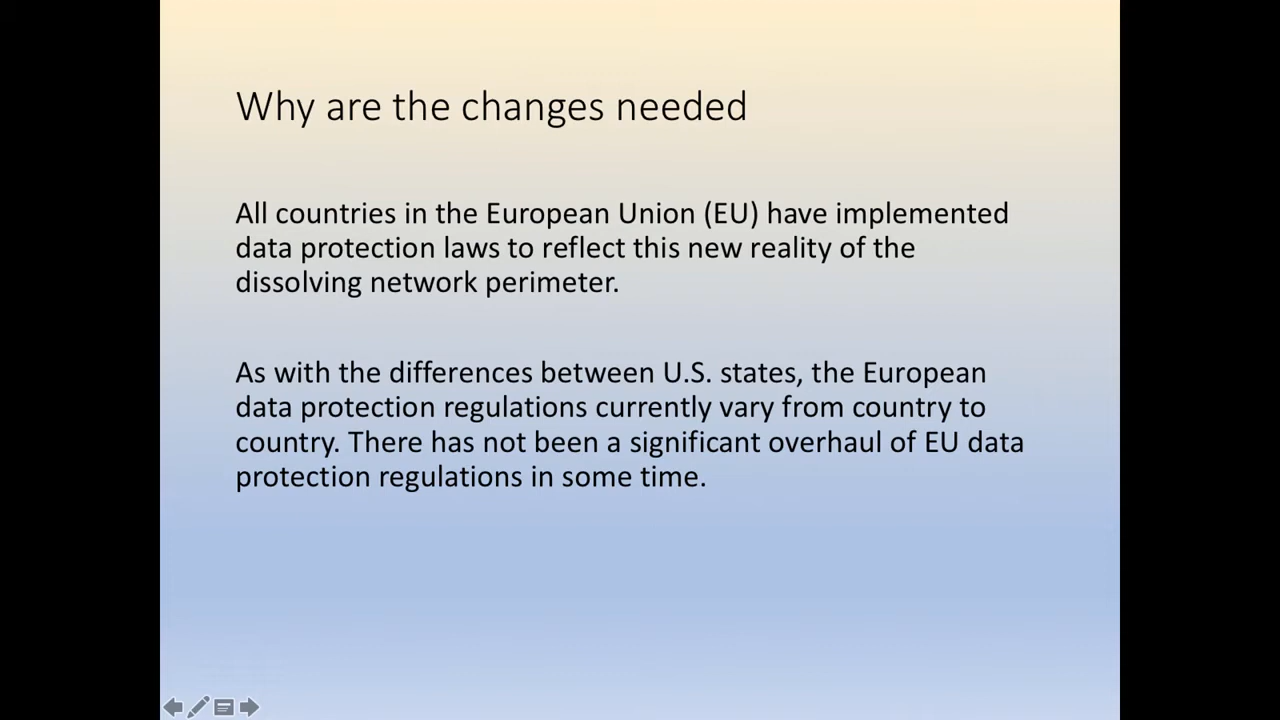 Why are the changes needed
All countries in the European Union (EU) have implemented
data protection laws to reflect this new reality of the
dissolving network perimeter.
As with the differences between U.S. states, the European
data protection regulations currently vary from country to
country. There has not been a significant overhaul of EU data
protection regulations in some time.